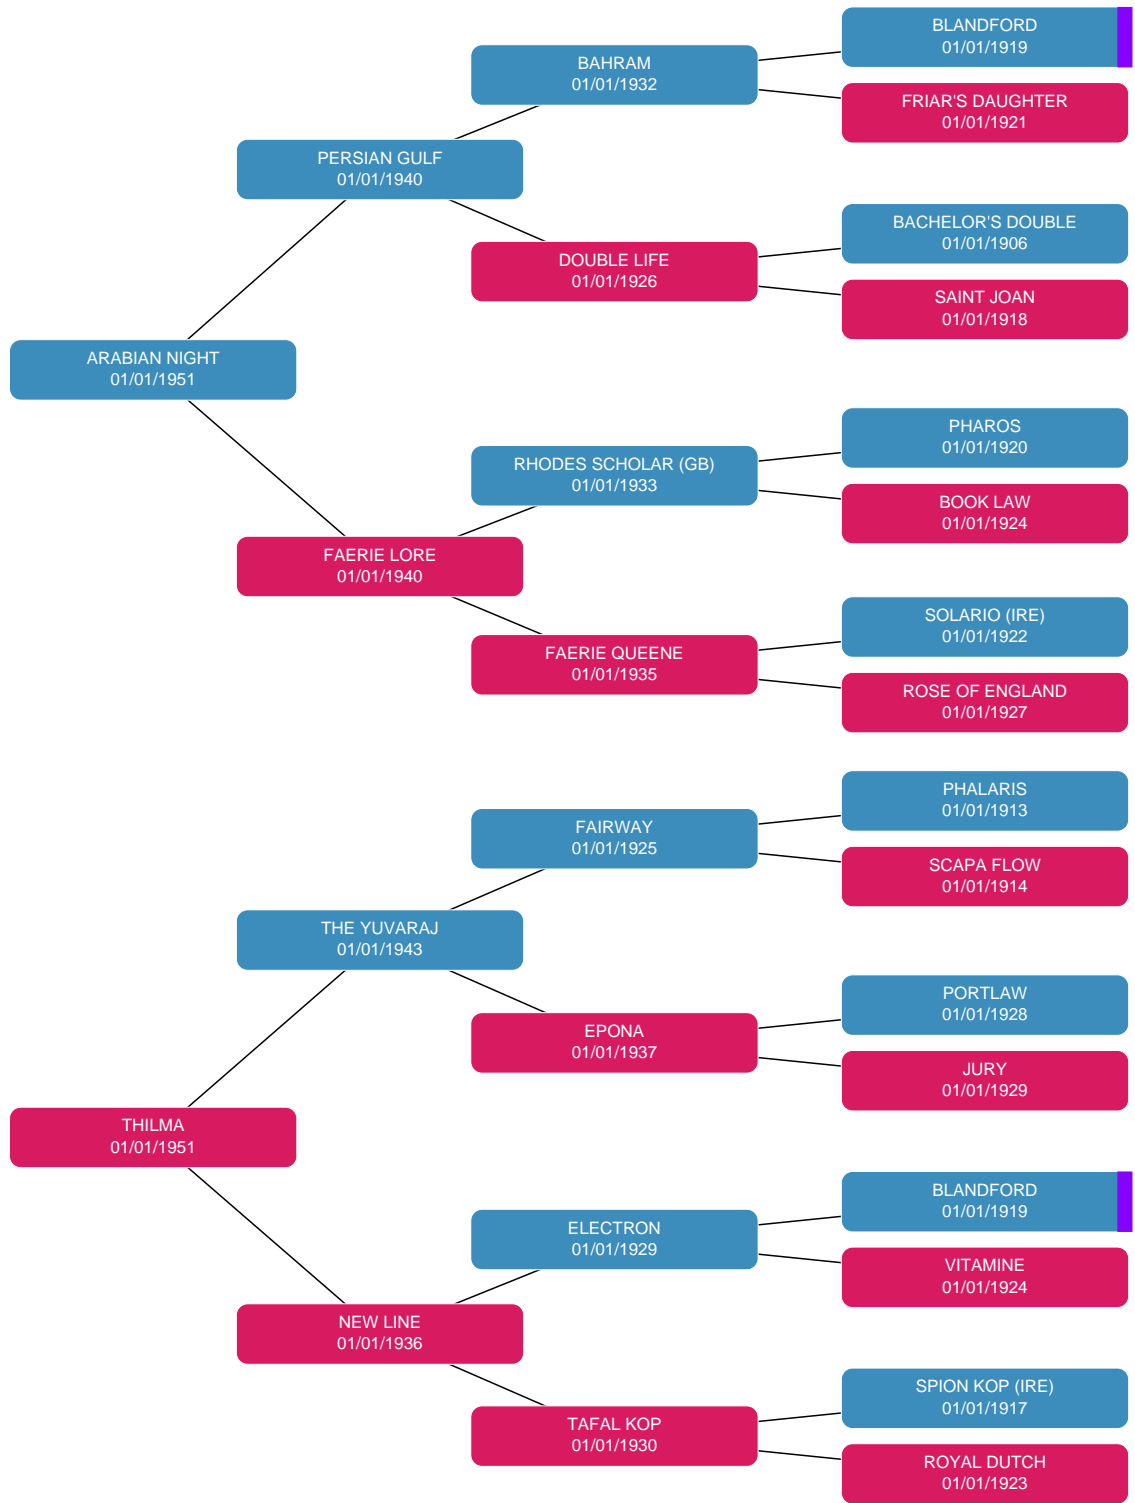 BLANDFORD
01/01/1919
BAHRAM
01/01/1932
FRIAR'S DAUGHTER
01/01/1921
PERSIAN GULF
01/01/1940
BACHELOR'S DOUBLE
01/01/1906
DOUBLE LIFE
01/01/1926
SAINT JOAN
01/01/1918
ARABIAN NIGHT
01/01/1951
PHAROS
01/01/1920
RHODES SCHOLAR (GB)
01/01/1933
BOOK LAW
01/01/1924
FAERIE LORE
01/01/1940
SOLARIO (IRE)
01/01/1922
FAERIE QUEENE
01/01/1935
ROSE OF ENGLAND
01/01/1927
PHALARIS
01/01/1913
FAIRWAY
01/01/1925
SCAPA FLOW
01/01/1914
THE YUVARAJ
01/01/1943
PORTLAW
01/01/1928
EPONA
01/01/1937
JURY
01/01/1929
THILMA
01/01/1951
BLANDFORD
01/01/1919
ELECTRON
01/01/1929
VITAMINE
01/01/1924
NEW LINE
01/01/1936
SPION KOP (IRE)
01/01/1917
TAFAL KOP
01/01/1930
ROYAL DUTCH
01/01/1923